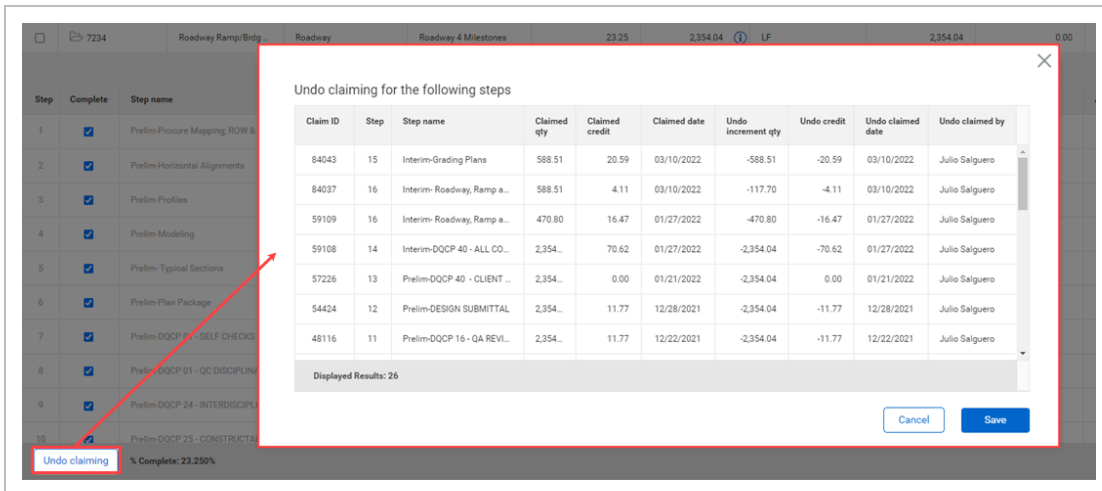 7234 Roadway Ramp/Brdg ... Roadway Roadway 4 Milestones 23.25 2,354.04 LF 2,354.04 0.00
Undo claiming for the following steps
Claim ID Step Step name Claimed qty Claimed credit Claimed date Undo increment qty Undo credit Undo claimed date Undo claimed by
84043 15 Interim-Grading Plans 588.51 20.59 03/10/2022 -588.51 -20.59 03/10/2022 Julio Salguero
84037 16 Interim- Roadway, Ramp a... 588.51 4.11 03/10/2022 -117.70 -4.11 03/10/2022 Julio Salguero
59109 16 Interim- Roadway, Ramp a... 470.80 16.47 01/27/2022 -470.80 -16.47 01/27/2022 Julio Salguero
59108 14 Interim-DQCP 40 - ALL CO... 2,354... 70.62 01/27/2022 -2,354.04 -70.62 01/27/2022 Julio Salguero
57226 13 Prelim-DQCP 40 - CLIENT ... 2,354... 0.00 01/21/2022 -2,354.04 0.00 01/21/2022 Julio Salguero
54424 12 Prelim-DESIGN SUBMITTAL 2,354... 11.77 12/28/2021 -2,354.04 -11.77 12/28/2021 Julio Salguero
48116 11 Prelim-DQCP 16 - QA REVI... 2,354... 11.77 12/22/2021 -2,354.04 -11.77 12/22/2021 Julio Salguero
Displayed Results: 26
Cancel Save
Step Complete Step name
1 Prelim-Procure Mapping; ROW &
2 Prelim-Horizontal Alignments
3 Prelim-Profiles
4 Prelim-Modeling
5 Prelim- Typical Sections
6 Prelim-Plan Package
7 Prelim-DQCP 01 - SELF CHECKS
8 Prelim-DQCP 01 - QC DISCIPLINA
9 Prelim-DQCP 24 - INTERDISCIPLI
10 Prelim-DQCP 25 - CONSTRUCTA
Undo claiming % Complete: 23.250%